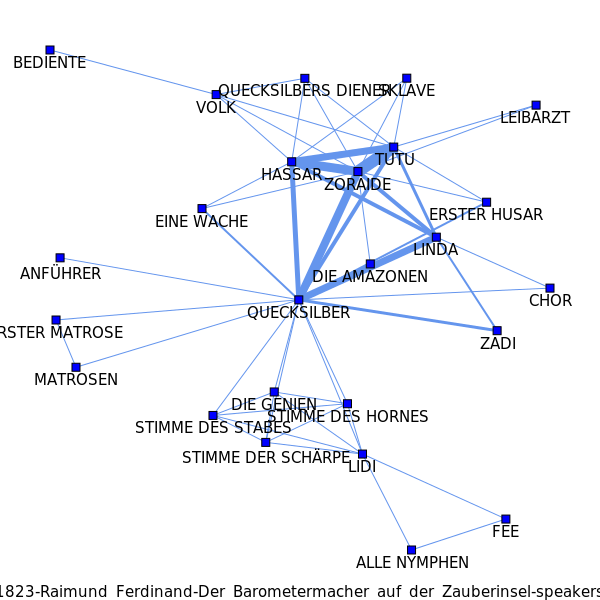 BEDIENTE
QUECKSILBERS DIENER
SKLAVE
VOLK
LEIBARZT
TUTU
HASSAR
ZORAIDE
EINE WACHE
ERSTER HUSAR
LINDA
ANFÜHRER
DIE AMAZONEN
CHOR
QUECKSILBER
RSTER MATROSE
ZADI
MATROSEN
DIE GENIEN
STIMME DES HORNES
STIMME DES STABES
STIMME DER SCHÄRPE
LIDI
FEE
ALLE NYMPHEN
1823-Raimund Ferdinand-Der Barometermacher auf der Zauberinsel-speakers